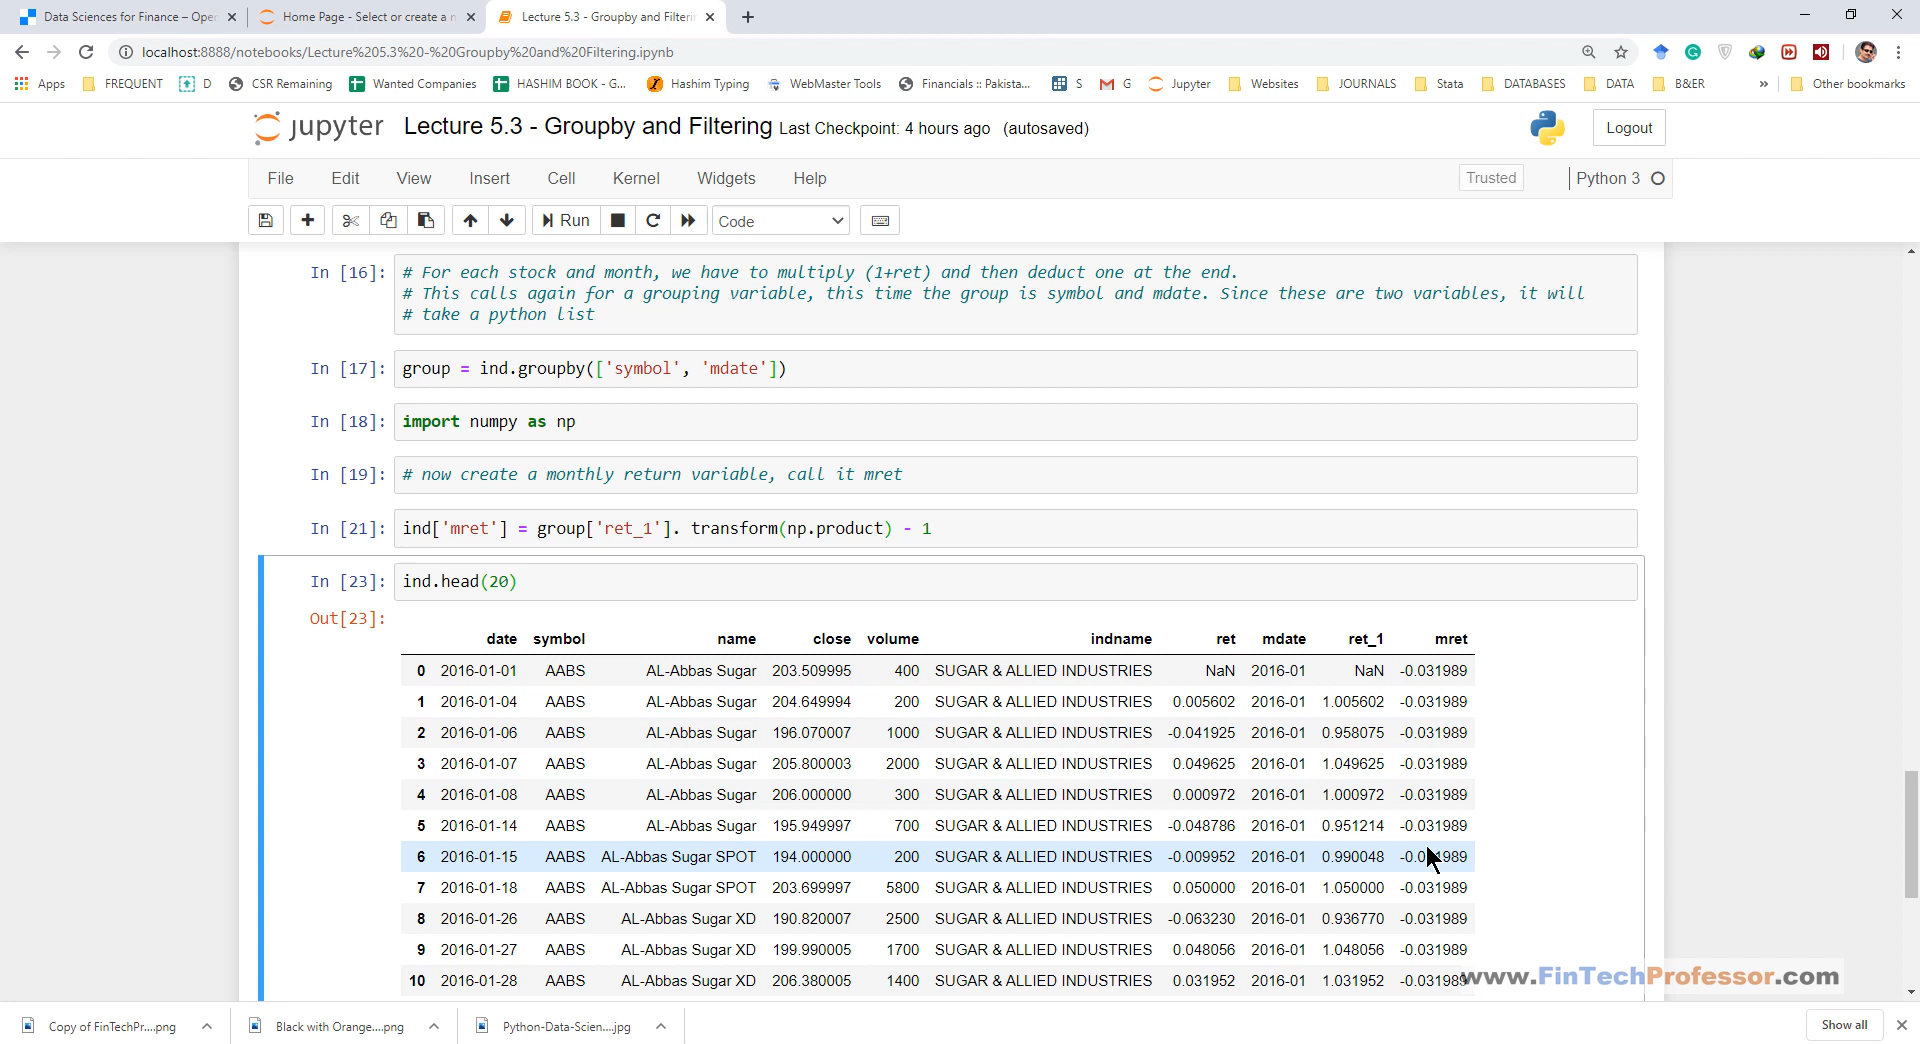 Data Sciences for Finance – Oper
Home Page - Select or create a n
Lecture 5.3 - Groupby and Filterin
localhost:8888/notebooks/Lecture%205.3%20-%20Groupby%20and%20Filtering.ipynb
Apps FREQUENT D CSR Remaining Wanted Companies HASHIM BOOK - G... Hashim Typing WebMaster Tools Financials :: Pakista... S G Jupyter Websites JOURNALS Stata DATABASES DATA B&ER » Other bookmarks
jupyter Lecture 5.3 - Groupby and Filtering Last Checkpoint: 4 hours ago (autosaved)
Logout
File Edit View Insert Cell Kernel Widgets Help Trusted Python 3
Run Code
In [16]: # For each stock and month, we have to multiply (1+ret) and then deduct one at the end.
# This calls again for a grouping variable, this time the group is symbol and mdate. Since these are two variables, it will
# take a python list
In [17]: group = ind.groupby(['symbol', 'mdate'])
In [18]: import numpy as np
In [19]: # now create a monthly return variable, call it mret
In [21]: ind['mret'] = group['ret_1']. transform(np.product) - 1
In [23]: ind.head(20)
Out[23]:
date symbol name close volume indname ret mdate ret_1 mret
0 2016-01-01 AABS AL-Abbas Sugar 203.509995 400 SUGAR & ALLIED INDUSTRIES NaN 2016-01 NaN -0.031989
1 2016-01-04 AABS AL-Abbas Sugar 204.649994 200 SUGAR & ALLIED INDUSTRIES 0.005602 2016-01 1.005602 -0.031989
2 2016-01-06 AABS AL-Abbas Sugar 196.070007 1000 SUGAR & ALLIED INDUSTRIES -0.041925 2016-01 0.958075 -0.031989
3 2016-01-07 AABS AL-Abbas Sugar 205.800003 2000 SUGAR & ALLIED INDUSTRIES 0.049625 2016-01 1.049625 -0.031989
4 2016-01-08 AABS AL-Abbas Sugar 206.000000 300 SUGAR & ALLIED INDUSTRIES 0.000972 2016-01 1.000972 -0.031989
5 2016-01-14 AABS AL-Abbas Sugar 195.949997 700 SUGAR & ALLIED INDUSTRIES -0.048786 2016-01 0.951214 -0.031989
6 2016-01-15 AABS AL-Abbas Sugar SPOT 194.000000 200 SUGAR & ALLIED INDUSTRIES -0.009952 2016-01 0.990048
7 2016-01-18 AABS AL-Abbas Sugar SPOT 203.699997 5800 SUGAR & ALLIED INDUSTRIES 0.050000 2016-01 1.050000 -0.031989
8 2016-01-26 AABS AL-Abbas Sugar XD 190.820007 2500 SUGAR & ALLIED INDUSTRIES -0.063230 2016-01 0.936770 -0.031989
9 2016-01-27 AABS AL-Abbas Sugar XD 199.990005 1700 SUGAR & ALLIED INDUSTRIES 0.048056 2016-01 1.048056 -0.031989
10 2016-01-28 AABS AL-Abbas Sugar XD 206.380005 1400 SUGAR & ALLIED INDUSTRIES 0.031952 2016-01 1.031952 -0.031989
www.FinTechProfessor.com
Copy of FinTechPr....png
Black with Orange....png
Python-Data-Scien....jpg
Show all